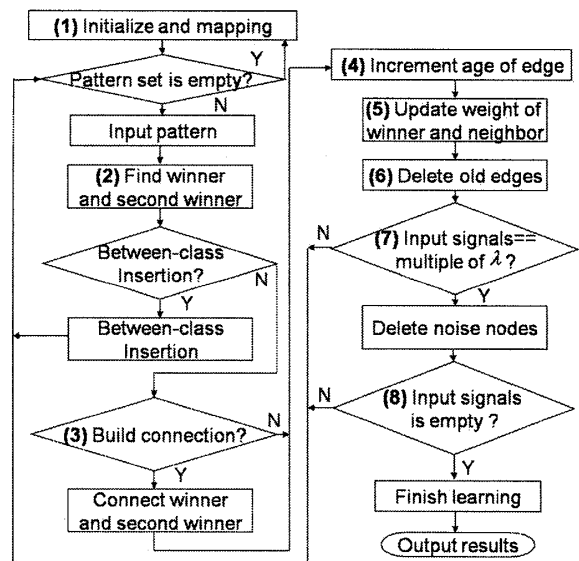 (1) Initialize and mapping
Y
Pattern set is empty?
N
Input pattern
(2) Find winner
and second winner
Between-class
Insertion?
N
Y
Between-class
Insertion
(3) Build connection?
N
Y
Connect winner
and second winner
(4) Increment age of edge
(5) Update weight of
winner and neighbor
(6) Delete old edges
N
(7) Input signals==
multiple of λ ?
Y
Delete noise nodes
N
(8) Input signals
is empty ?
Y
Finish learning
Output results